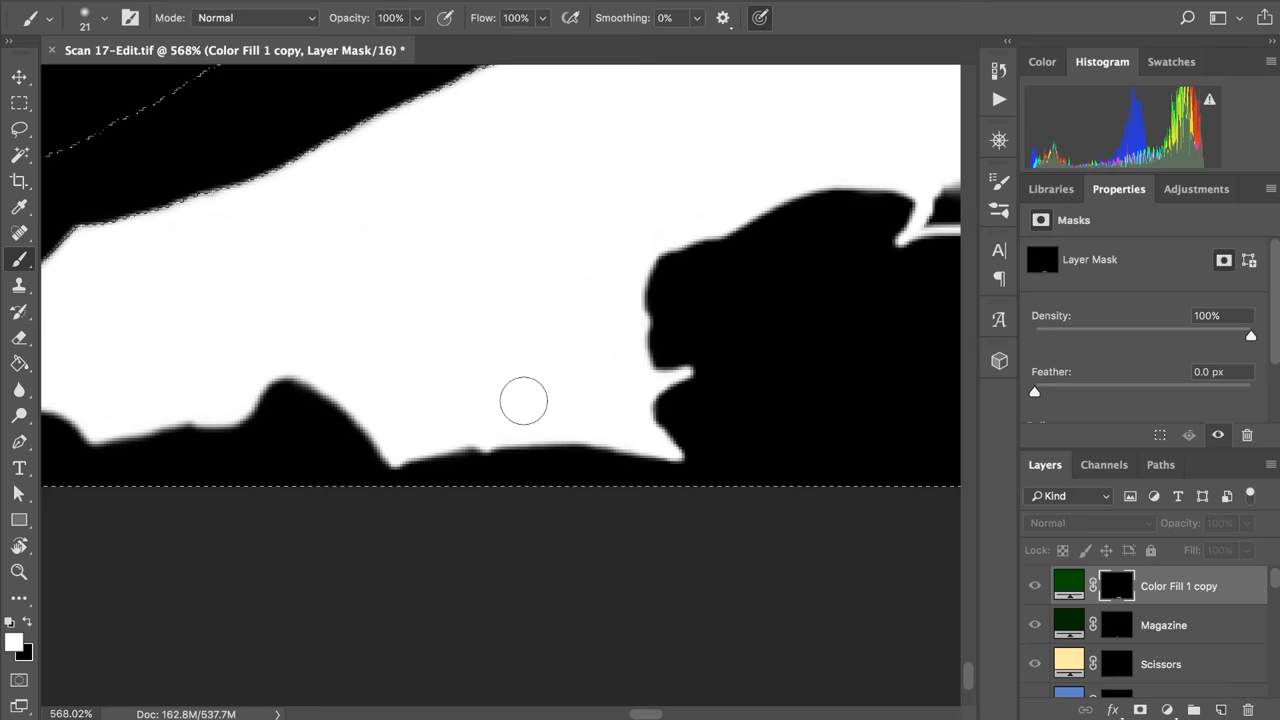 21
Mode: Normal
Opacity: 100%
Flow: 100%
Smoothing: 0%
Scan 17-Edit.tif @ 568% (Color Fill 1 copy, Layer Mask/16) *
Color
Histogram
Swatches
Libraries
Properties
Adjustments
Masks
Layer Mask
Density: 100%
Feather: 0.0 px
Layers
Channels
Paths
Kind
Normal
Opacity: 100%
Lock:
Fill: 100%
Color Fill 1 copy
Magazine
Scissors
568.02%
Doc: 162.8M/537.7M